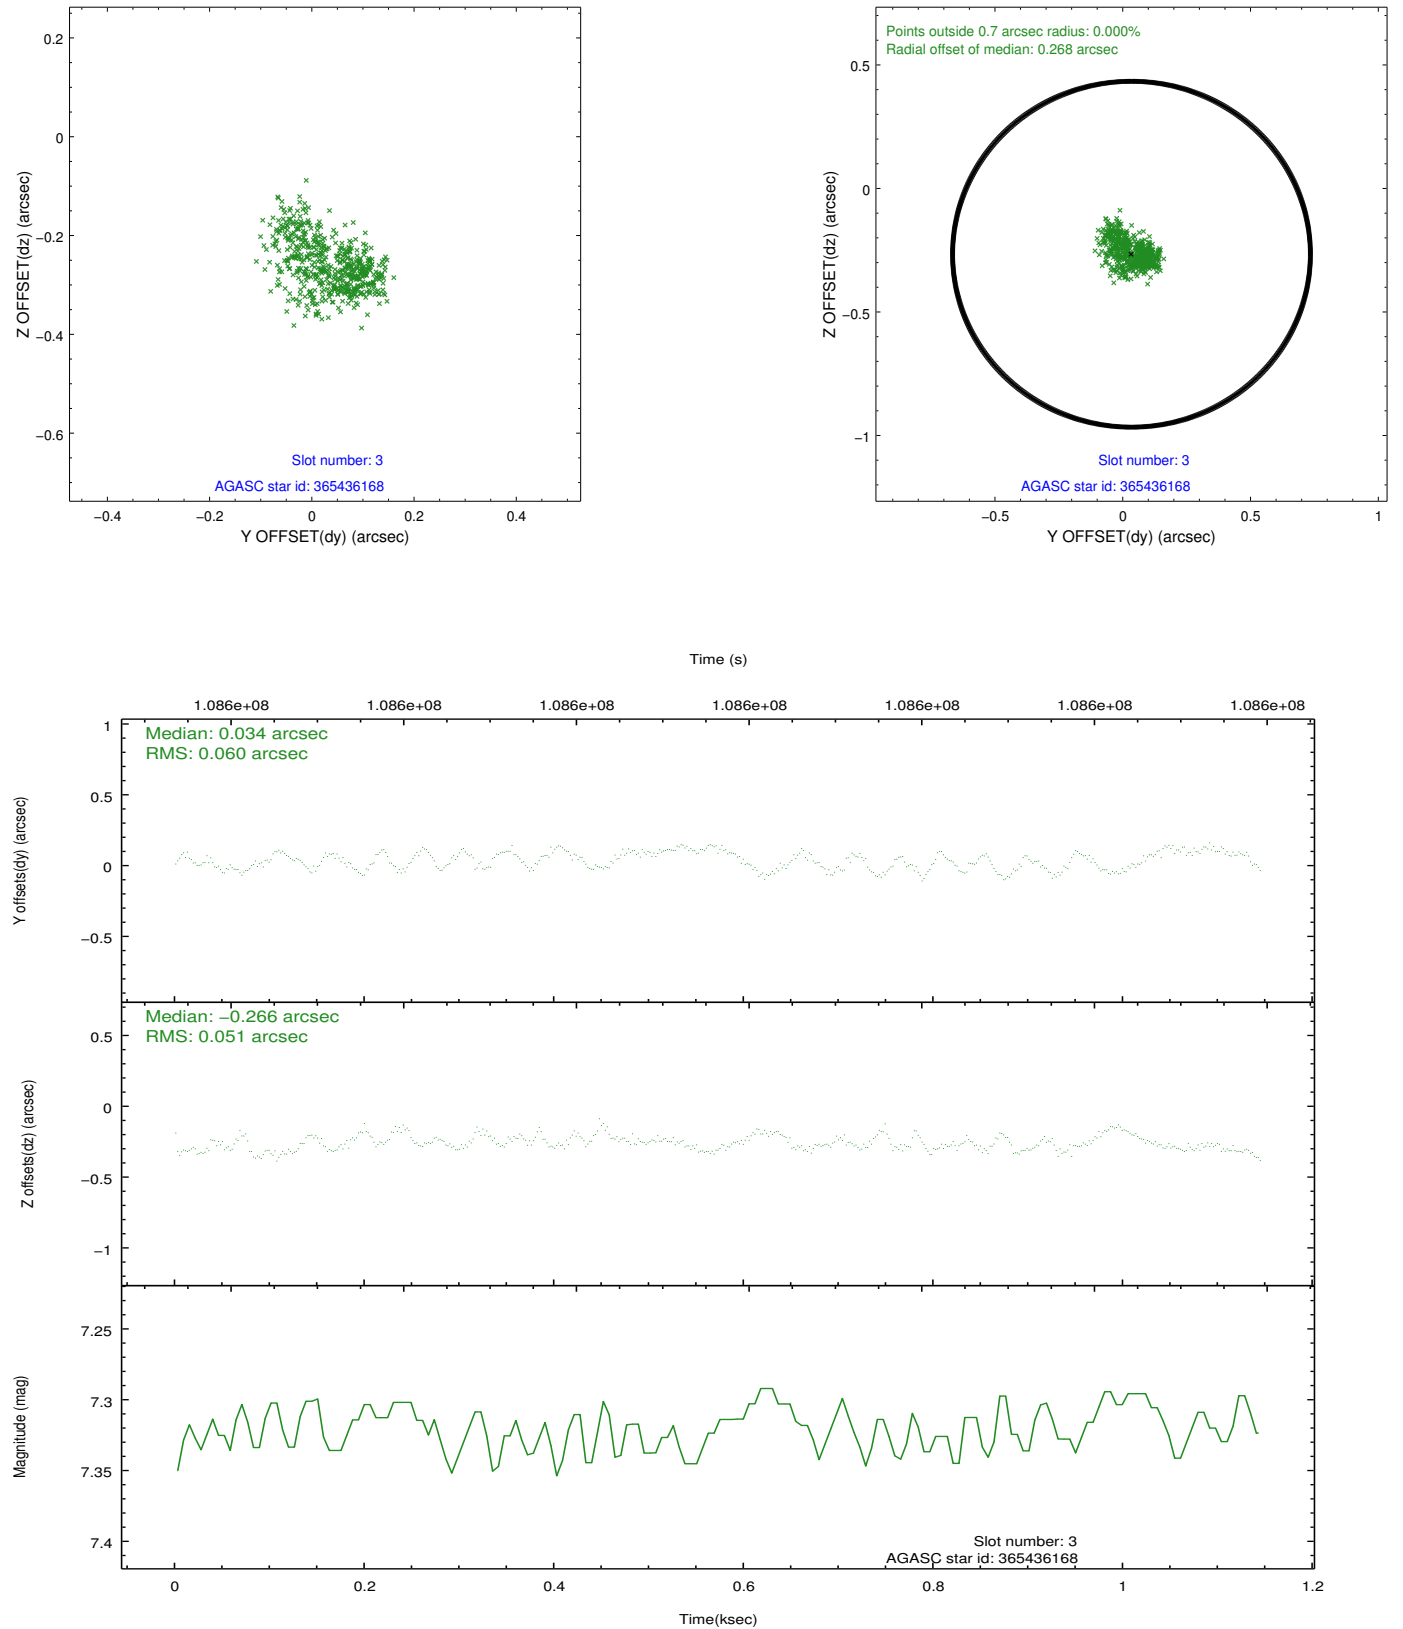 0.2
0
−0.2
−0.4
−0.6
Z OFFSET(dz) (arcsec)
Slot number: 3
AGASC star id: 365436168
−0.4 −0.2 0 0.2 0.4
Y OFFSET(dy) (arcsec)
Points outside 0.7 arcsec radius: 0.000%
Radial offset of median: 0.268 arcsec
0.5
0
−0.5
−1
Z OFFSET(dz) (arcsec)
Slot number: 3
AGASC star id: 365436168
−0.5 0 0.5 1
Y OFFSET(dy) (arcsec)
Time (s)
1.086e+08 1.086e+08 1.086e+08 1.086e+08 1.086e+08 1.086e+08 1.086e+08
Median: 0.034 arcsec
RMS: 0.060 arcsec
1
0.5
0
−0.5
Y offsets(dy) (arcsec)
Median: −0.266 arcsec
RMS: 0.051 arcsec
0.5
0
−0.5
−1
Z offsets(dz) (arcsec)
7.25
7.3
7.35
7.4
Magnitude (mag)
Slot number: 3
AGASC star id: 365436168
0 0.2 0.4 0.6 0.8 1 1.2
Time(ksec)